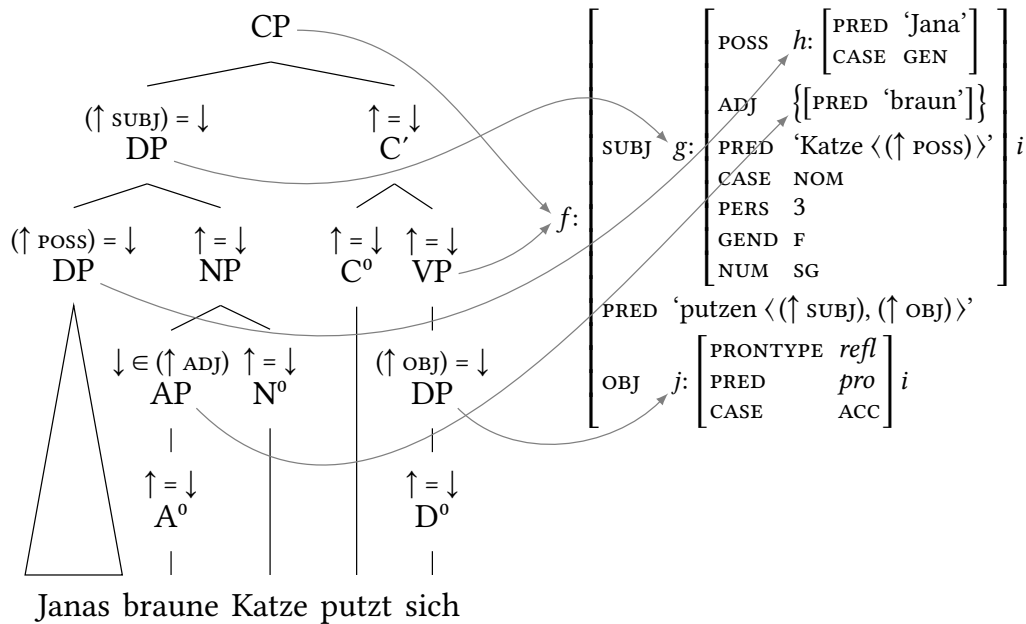 CP
(↑ SUBJ) = ↓ ↑ = ↓
DP C′
(↑ POSS) = ↓ ↑ = ↓ ↑ = ↓ ↑ = ↓
DP NP C⁰ VP
↓ ∈ (↑ ADJ) ↑ = ↓ (↑ OBJ) = ↓
AP N⁰ DP
↑ = ↓ ↑ = ↓
A⁰ D⁰
Janas braune Katze putzt sich
f:
SUBJ g:
POSS h:
PRED ‘Jana’
CASE GEN
ADJ {[PRED ‘braun’]}
PRED ‘Katze ⟨(↑ POSS)⟩’
CASE NOM
PERS 3
GEND F
NUM SG
i
PRED ‘putzen ⟨(↑ SUBJ), (↑ OBJ)⟩’
OBJ j:
PRONTYPE refl
PRED pro
CASE ACC
i